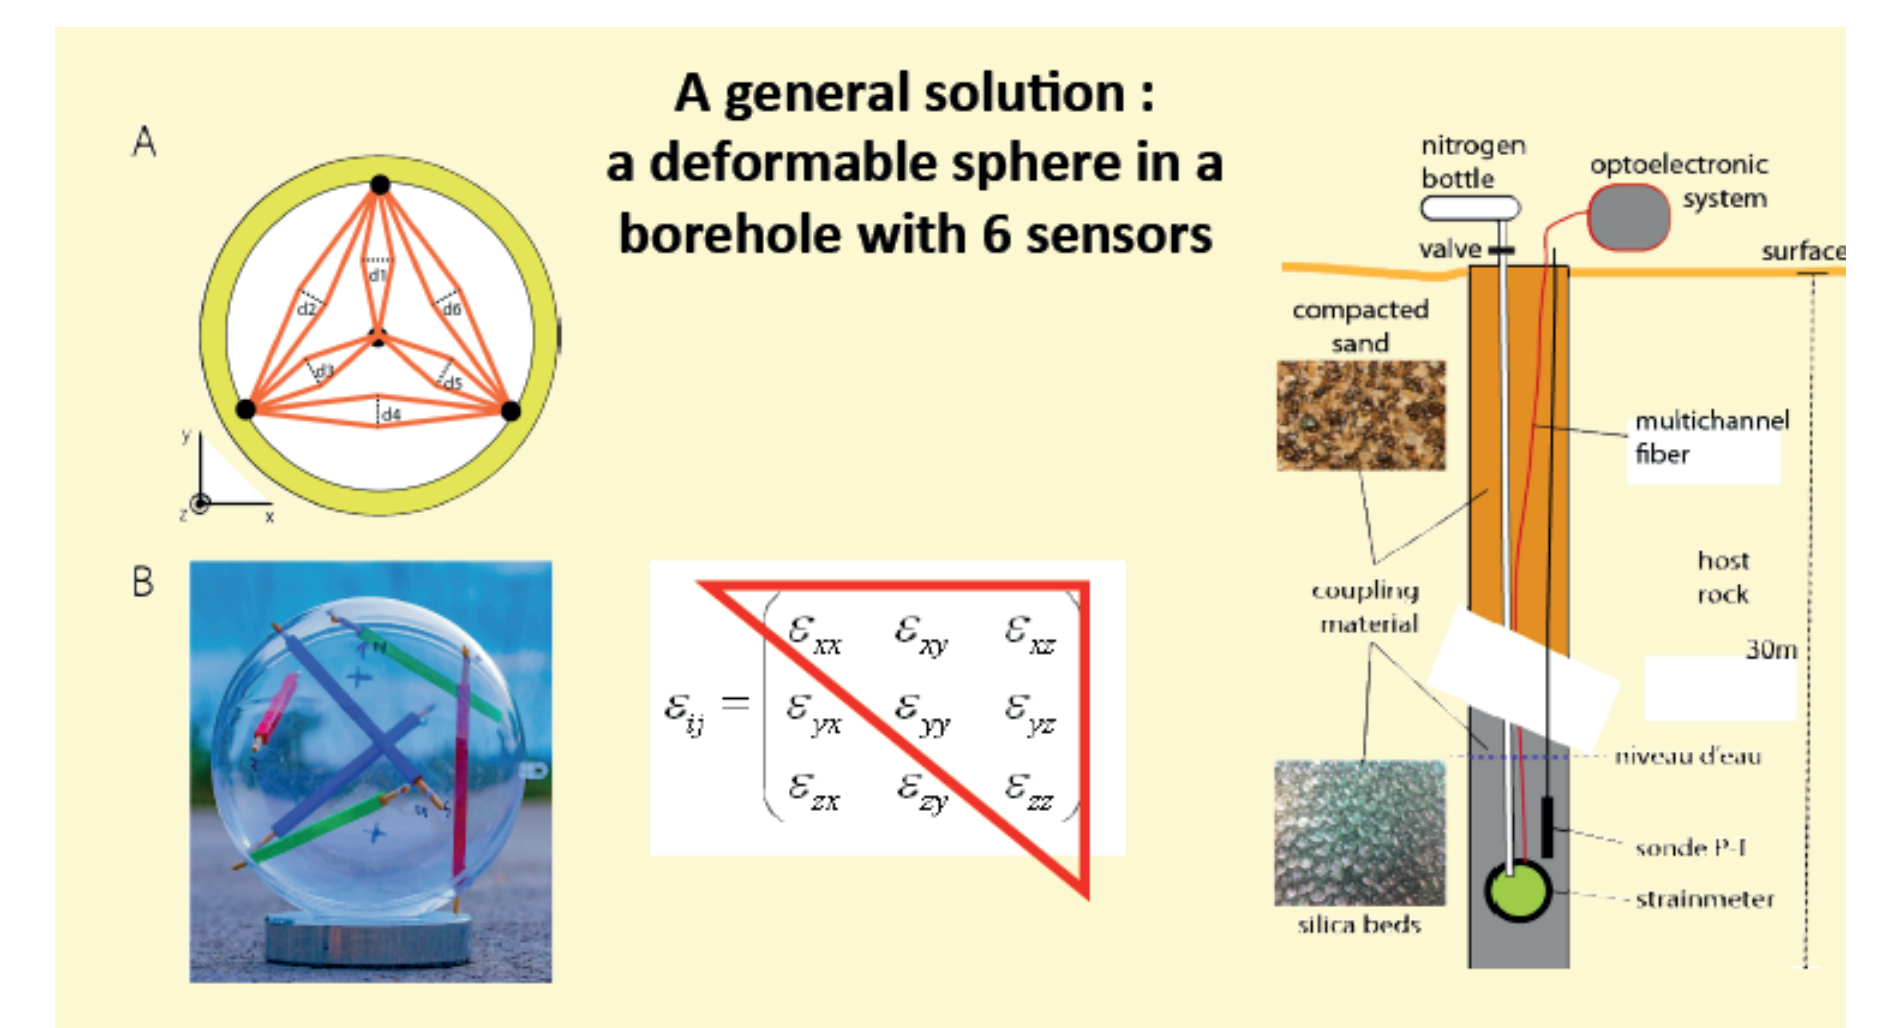 A general solution :
a deformable sphere in a
borehole with 6 sensors
A
d1
d2
d6
d3
d5
d4
y
z
x
B
εij =
εxx εxy εxz
εyx εyy εyz
εzx εzy εzz
nitrogen
bottle
optoelectronic
system
valve
surface
compacted
sand
multichannel
fiber
host
rock
coupling
material
30m
niveau d'eau
sonde P-T
strainmeter
silica beds